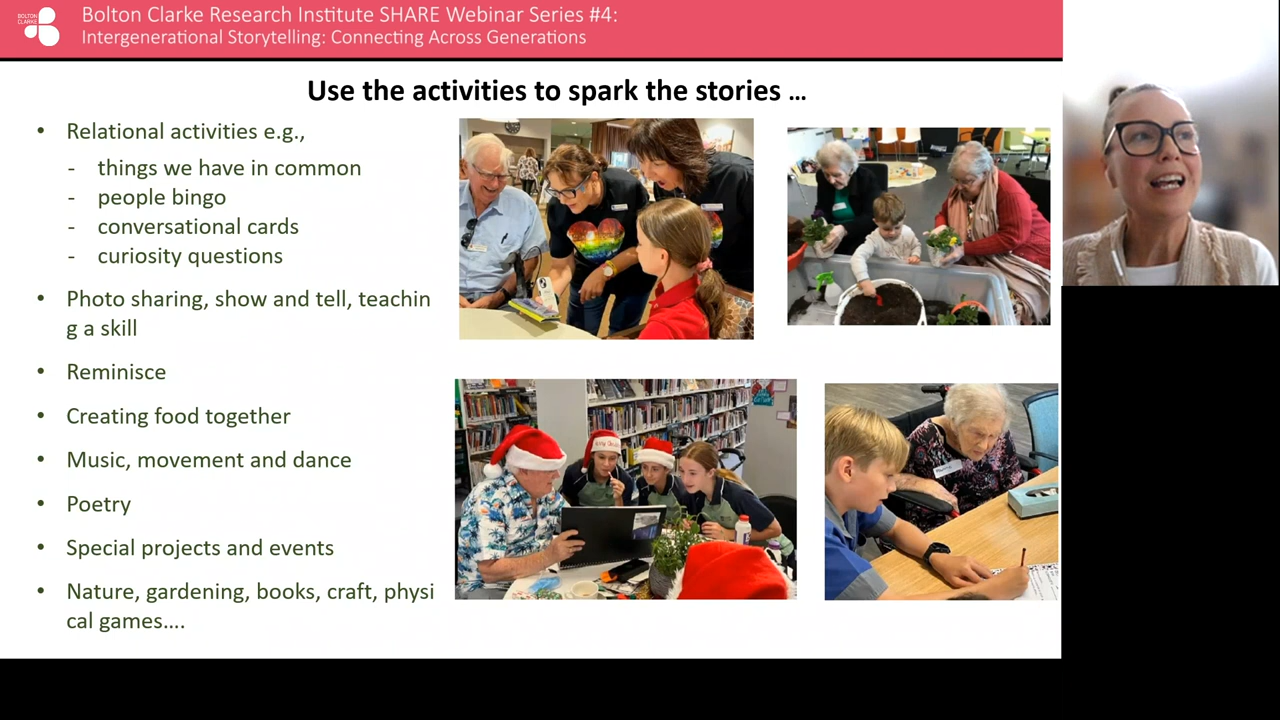 BOLTON
CLARKE
Bolton Clarke Research Institute SHARE Webinar Series #4:
Intergenerational Storytelling: Connecting Across Generations
Use the activities to spark the stories …
• Relational activities e.g.,
- things we have in common
- people bingo
- conversational cards
- curiosity questions
• Photo sharing, show and tell, teachin
g a skill
• Reminisce
• Creating food together
• Music, movement and dance
• Poetry
• Special projects and events
• Nature, gardening, books, craft, physi
cal games....